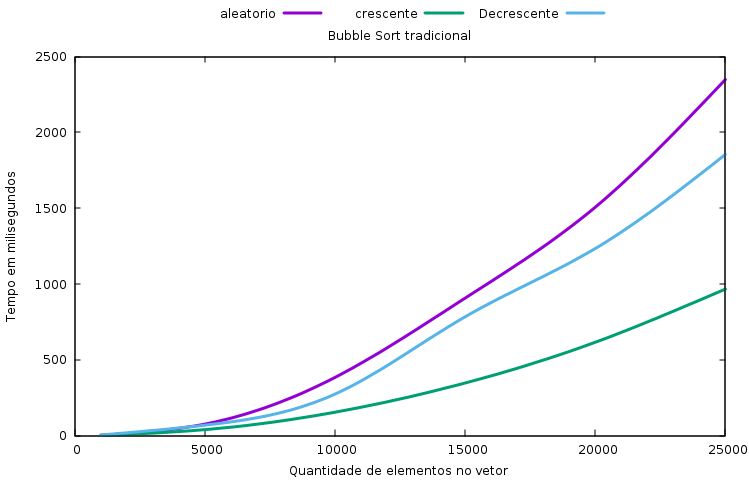 aleatorio crescente Decrescente
Bubble Sort tradicional
2500
2000
1500
1000
500
0
0 5000 10000 15000 20000 25000
Tempo em milisegundos
Quantidade de elementos no vetor